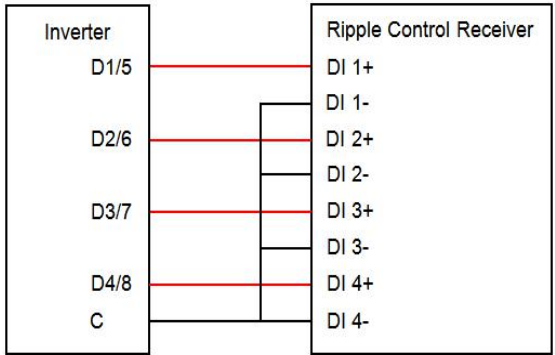 Inverter
D1/5
D2/6
D3/7
D4/8
C
Ripple Control Receiver
DI 1+
DI 1-
DI 2+
DI 2-
DI 3+
DI 3-
DI 4+
DI 4-